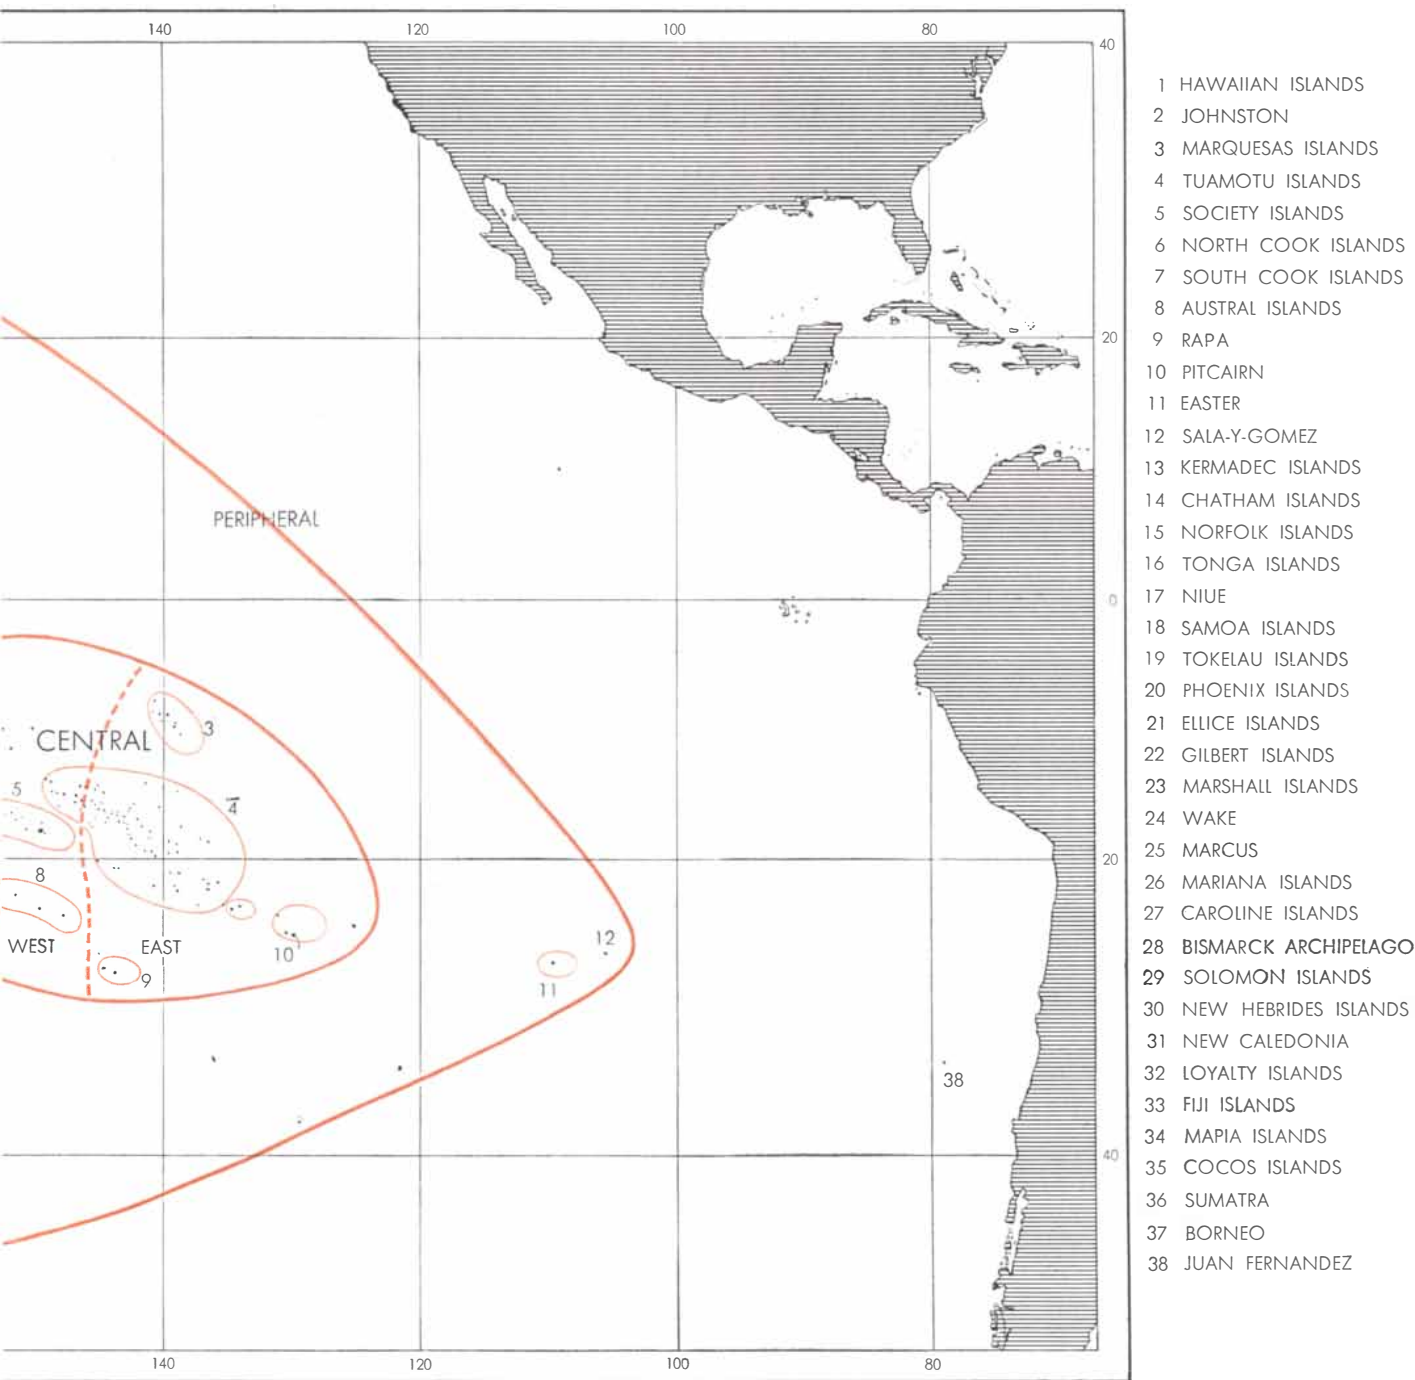 140 120 100 80
40
20
PERIPHERAL
0
3
CENTRAL
5
4
20
8
WEST EAST
12
10
9
11
38
40
140 120 100 80
1 HAWAIIAN ISLANDS
2 JOHNSTON
3 MARQUESAS ISLANDS
4 TUAMOTU ISLANDS
5 SOCIETY ISLANDS
6 NORTH COOK ISLANDS
7 SOUTH COOK ISLANDS
8 AUSTRAL ISLANDS
9 RAPA
10 PITCAIRN
11 EASTER
12 SALA-Y-GOMEZ
13 KERMADEC ISLANDS
14 CHATHAM ISLANDS
15 NORFOLK ISLANDS
16 TONGA ISLANDS
17 NIUE
18 SAMOA ISLANDS
19 TOKELAU ISLANDS
20 PHOENIX ISLANDS
21 ELLICE ISLANDS
22 GILBERT ISLANDS
23 MARSHALL ISLANDS
24 WAKE
25 MARCUS
26 MARIANA ISLANDS
27 CAROLINE ISLANDS
28 BISMARCK ARCHIPELAGO
29 SOLOMON ISLANDS
30 NEW HEBRIDES ISLANDS
31 NEW CALEDONIA
32 LOYALTY ISLANDS
33 FIJI ISLANDS
34 MAPIA ISLANDS
35 COCOS ISLANDS
36 SUMATRA
37 BORNEO
38 JUAN FERNANDEZ